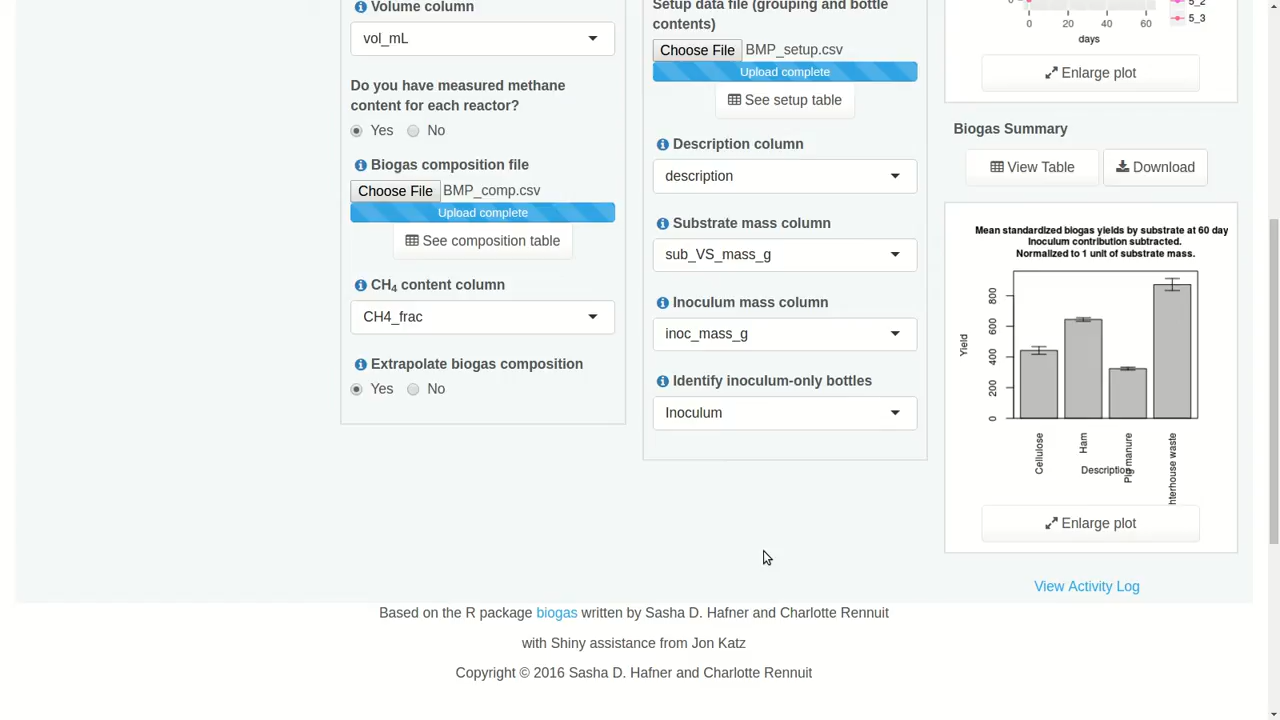 Volume column
vol_mL
Do you have measured methane
content for each reactor?
Yes No
Biogas composition file
Choose File BMP_comp.csv
Upload complete
See composition table
CH4 content column
CH4_frac
Extrapolate biogas composition
Yes No
Setup data file (grouping and bottle
contents)
Choose File BMP_setup.csv
Upload complete
See setup table
Description column
description
Substrate mass column
sub_VS_mass_g
Inoculum mass column
inoc_mass_g
Identify inoculum-only bottles
Inoculum
5_2
5_3
0
0 20 40 60
days
Enlarge plot
Biogas Summary
View Table Download
Mean standardized biogas yields by substrate at 60 day
Inoculum contribution subtracted.
Normalized to 1 unit of substrate mass.
Yield
800
600
400
200
0
Cellulose
Ham
Pig manure
hterhouse waste
Description
Enlarge plot
View Activity Log
Based on the R package biogas written by Sasha D. Hafner and Charlotte Rennuit
with Shiny assistance from Jon Katz
Copyright © 2016 Sasha D. Hafner and Charlotte Rennuit